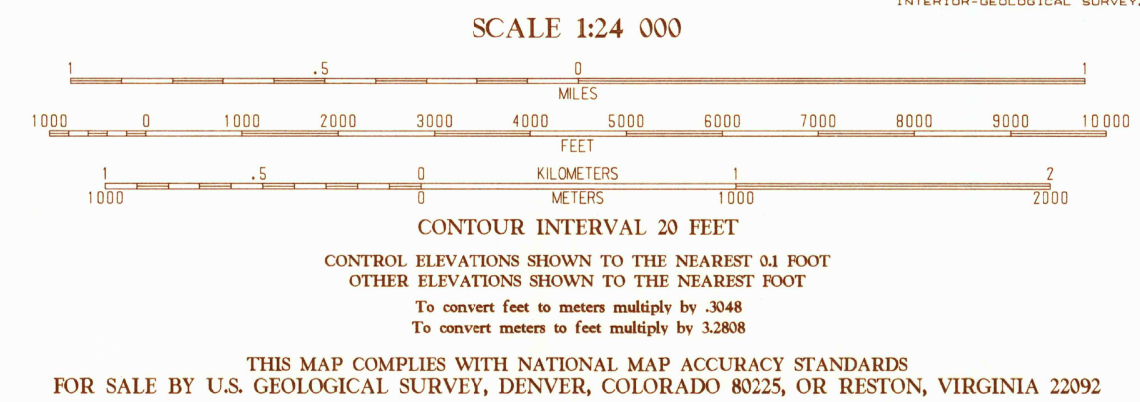 INTERIOR-GEOLOGICAL SURVEY,
SCALE 1:24 000
1 .5 0 1
MILES
1000 0 1000 2000 3000 4000 5000 6000 7000 8000 9000 10000
FEET
1 .5 0 KILOMETERS 1 2
1000 0 METERS 1000 2000
CONTOUR INTERVAL 20 FEET
CONTROL ELEVATIONS SHOWN TO THE NEAREST 0.1 FOOT
OTHER ELEVATIONS SHOWN TO THE NEAREST FOOT
To convert feet to meters multiply by .3048
To convert meters to feet multiply by 3.2808
THIS MAP COMPLIES WITH NATIONAL MAP ACCURACY STANDARDS
FOR SALE BY U.S. GEOLOGICAL SURVEY, DENVER, COLORADO 80225, OR RESTON, VIRGINIA 22092